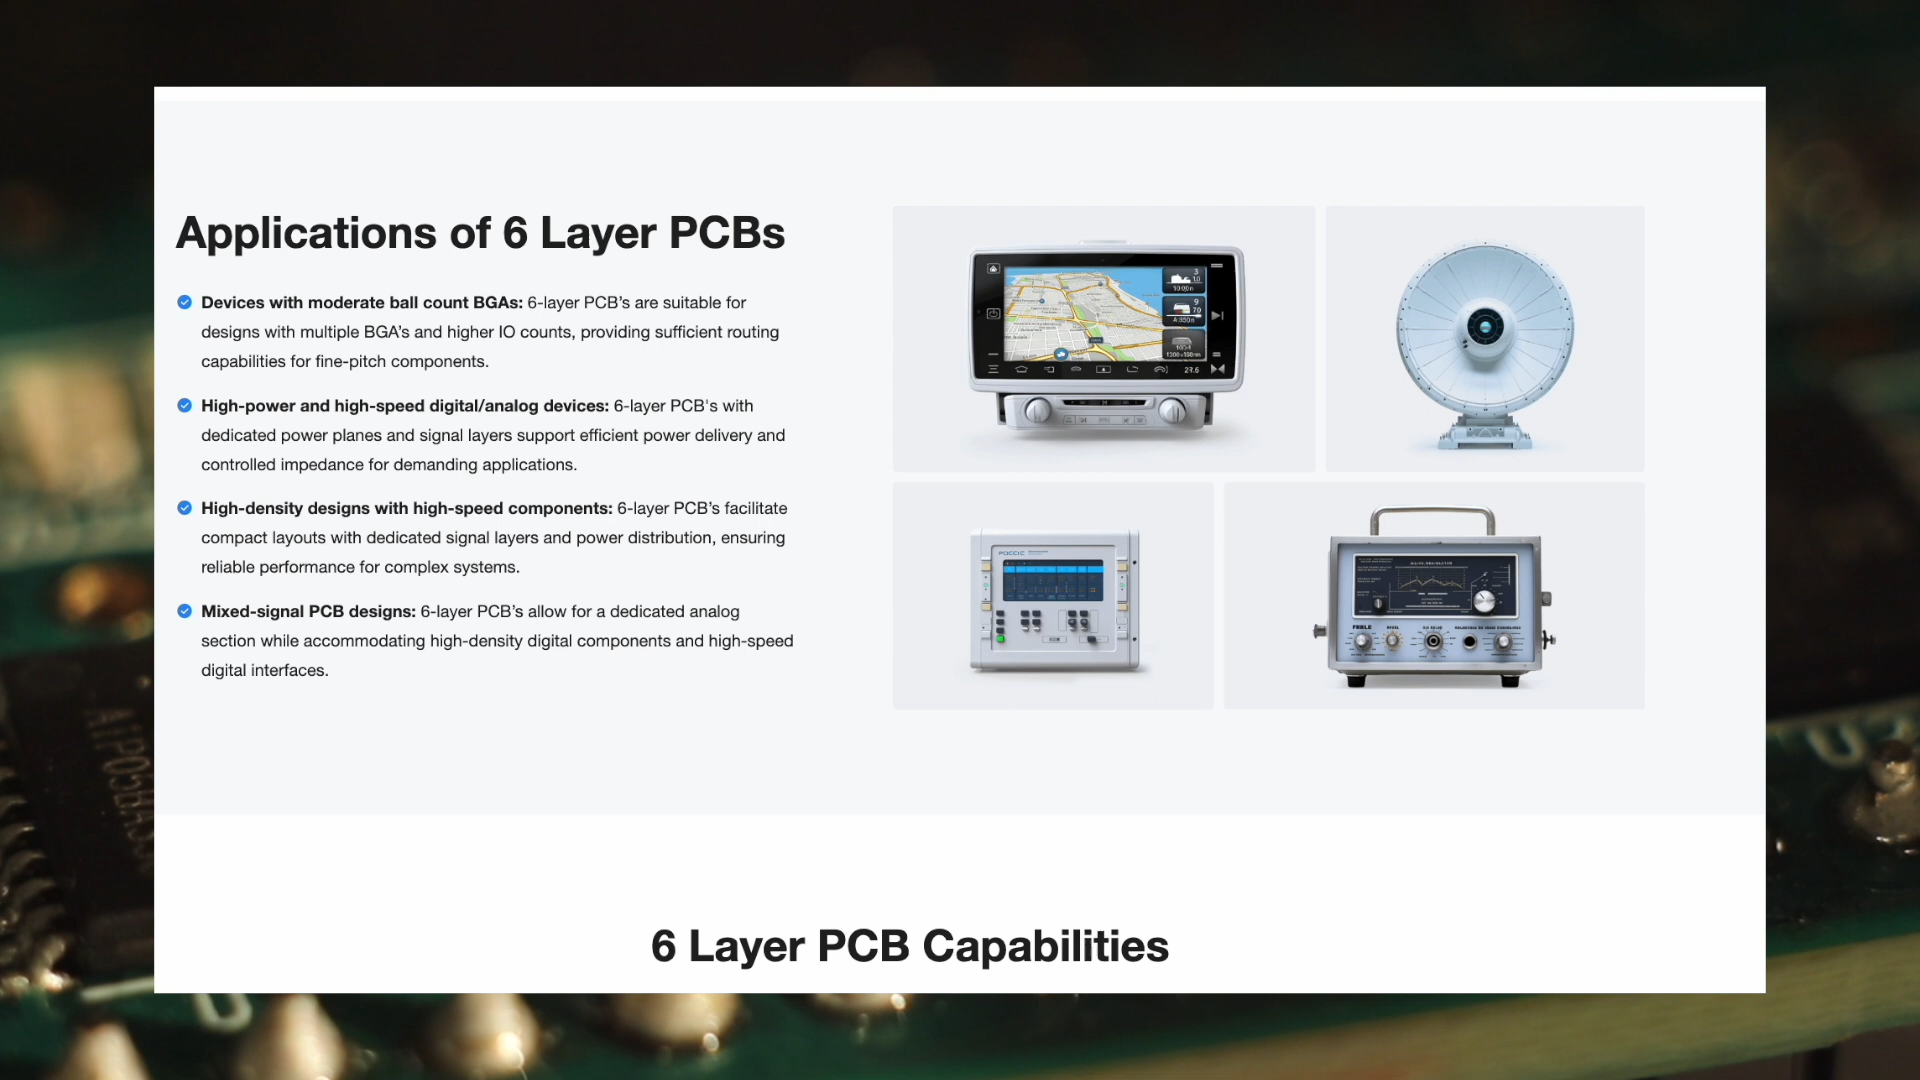 Applications of 6 Layer PCBs
Devices with moderate ball count BGAs: 6-layer PCB’s are suitable for
designs with multiple BGA’s and higher IO counts, providing sufficient routing
capabilities for fine-pitch components.
High-power and high-speed digital/analog devices: 6-layer PCB's with
dedicated power planes and signal layers support efficient power delivery and
controlled impedance for demanding applications.
High-density designs with high-speed components: 6-layer PCB’s facilitate
compact layouts with dedicated signal layers and power distribution, ensuring
reliable performance for complex systems.
Mixed-signal PCB designs: 6-layer PCB’s allow for a dedicated analog
section while accommodating high-density digital components and high-speed
digital interfaces.
6 Layer PCB Capabilities